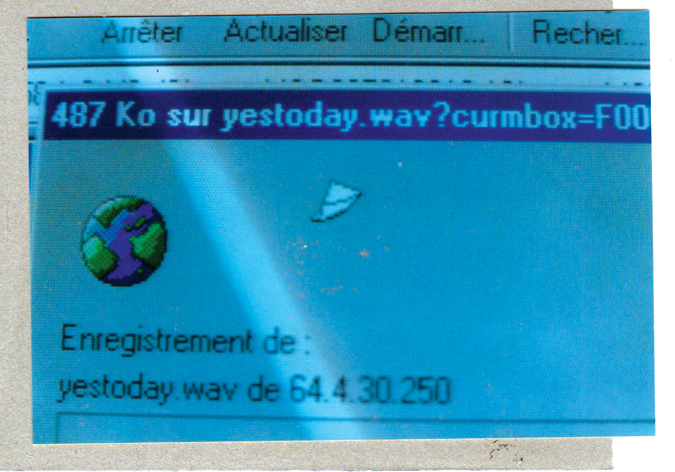 Arrêter Actualiser Démarr... Recher...
487 Ko sur yestoday.wav?curmbox=F00
Enregistrement de :
yestoday.wav de 64.4.30.250